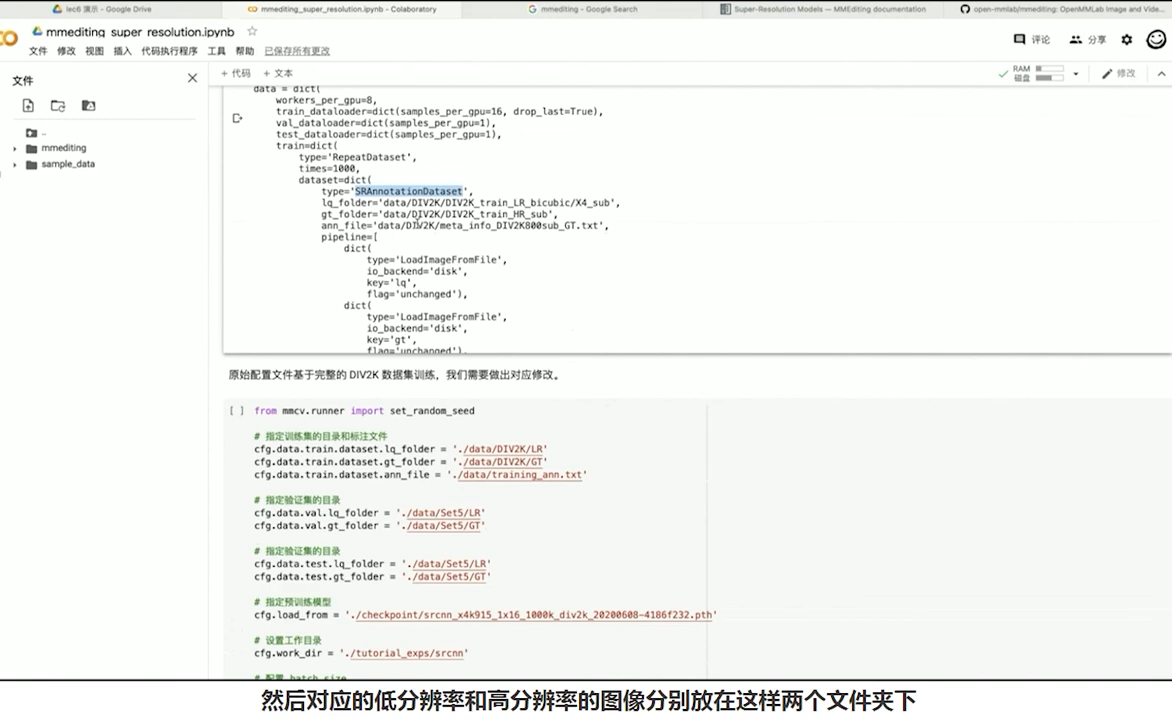 lec6 演示 - Google Drive
mmediting_super_resolution.ipynb - Colaboratory
mmediting - Google Search
Super-Resolution Models — MMEditing documentation
open-mmlab/mmediting: OpenMMLab Image and Vide...
mmediting_super_resolution.ipynb
文件 修改 视图 插入 代码执行程序 工具 帮助 已保存所有更改
评论 分享
文件
+ 代码 + 文本
RAM
磁盘
修改
..
mmediting
sample_data
data = dict(
workers_per_gpu=8,
train_dataloader=dict(samples_per_gpu=16, drop_last=True),
val_dataloader=dict(samples_per_gpu=1),
test_dataloader=dict(samples_per_gpu=1),
train=dict(
type='RepeatDataset',
times=1000,
dataset=dict(
type='SRAnnotationDataset',
lq_folder='data/DIV2K/DIV2K_train_LR_bicubic/X4_sub',
gt_folder='data/DIV2K/DIV2K_train_HR_sub',
ann_file='data/DIV2K/meta_info_DIV2K800sub_GT.txt',
pipeline=[
dict(
type='LoadImageFromFile',
io_backend='disk',
key='lq',
flag='unchanged'),
dict(
type='LoadImageFromFile',
io_backend='disk',
key='gt',
flag='unchanged'),
原始配置文件基于完整的 DIV2K 数据集训练，我们需要做出对应修改。
[ ] from mmcv.runner import set_random_seed
# 指定训练集的目录和标注文件
cfg.data.train.dataset.lq_folder = './data/DIV2K/LR'
cfg.data.train.dataset.gt_folder = './data/DIV2K/GT'
cfg.data.train.dataset.ann_file = './data/training_ann.txt'
# 指定验证集的目录
cfg.data.val.lq_folder = './data/Set5/LR'
cfg.data.val.gt_folder = './data/Set5/GT'
# 指定验证集的目录
cfg.data.test.lq_folder = './data/Set5/LR'
cfg.data.test.gt_folder = './data/Set5/GT'
# 指定预训练模型
cfg.load_from = './checkpoint/srcnn_x4k915_1x16_1000k_div2k_20200608-4186f232.pth'
# 设置工作目录
cfg.work_dir = './tutorial_exps/srcnn'
# 配置 batch size
然后对应的低分辨率和高分辨率的图像分别放在这样两个文件夹下